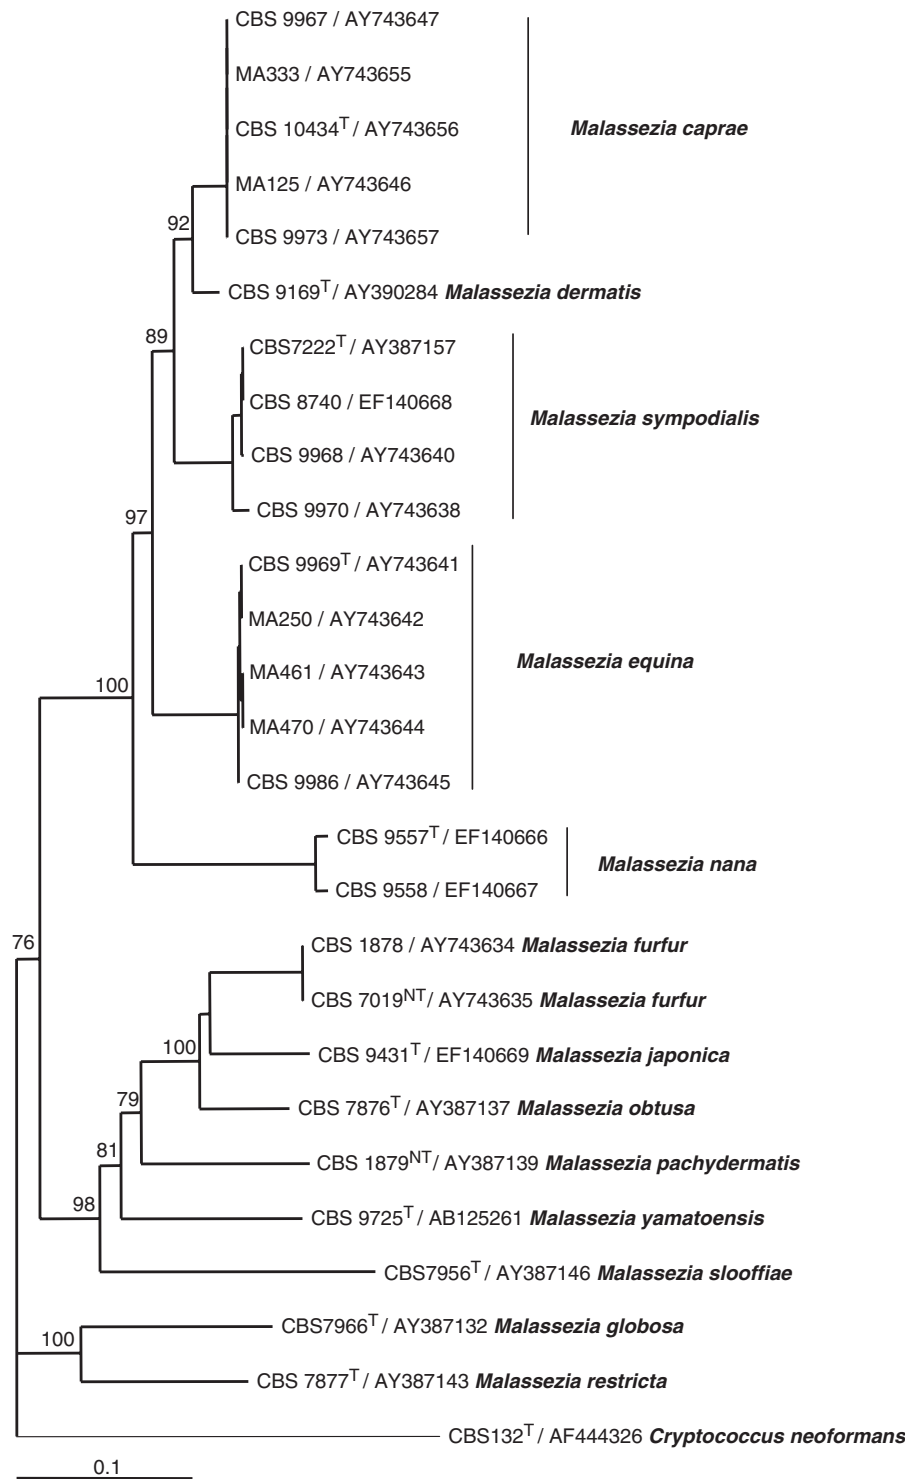 CBS 9967 / AY743647
MA333 / AY743655
CBS 10434T / AY743656
Malassezia caprae
MA125 / AY743646
92
CBS 9973 / AY743657
CBS 9169T / AY390284 Malassezia dermatis
89
CBS7222T / AY387157
CBS 8740 / EF140668
Malassezia sympodialis
CBS 9968 / AY743640
CBS 9970 / AY743638
97
CBS 9969T / AY743641
MA250 / AY743642
Malassezia equina
MA461 / AY743643
100
MA470 / AY743644
CBS 9986 / AY743645
CBS 9557T / EF140666
Malassezia nana
CBS 9558 / EF140667
76
CBS 1878 / AY743634 Malassezia furfur
CBS 7019NT / AY743635 Malassezia furfur
100
CBS 9431T / EF140669 Malassezia japonica
79
CBS 7876T / AY387137 Malassezia obtusa
81
CBS 1879NT / AY387139 Malassezia pachydermatis
98
CBS 9725T / AB125261 Malassezia yamatoensis
CBS7956T / AY387146 Malassezia slooffiae
CBS7966T / AY387132 Malassezia globosa
100
CBS 7877T / AY387143 Malassezia restricta
CBS132T / AF444326 Cryptococcus neoformans
0.1